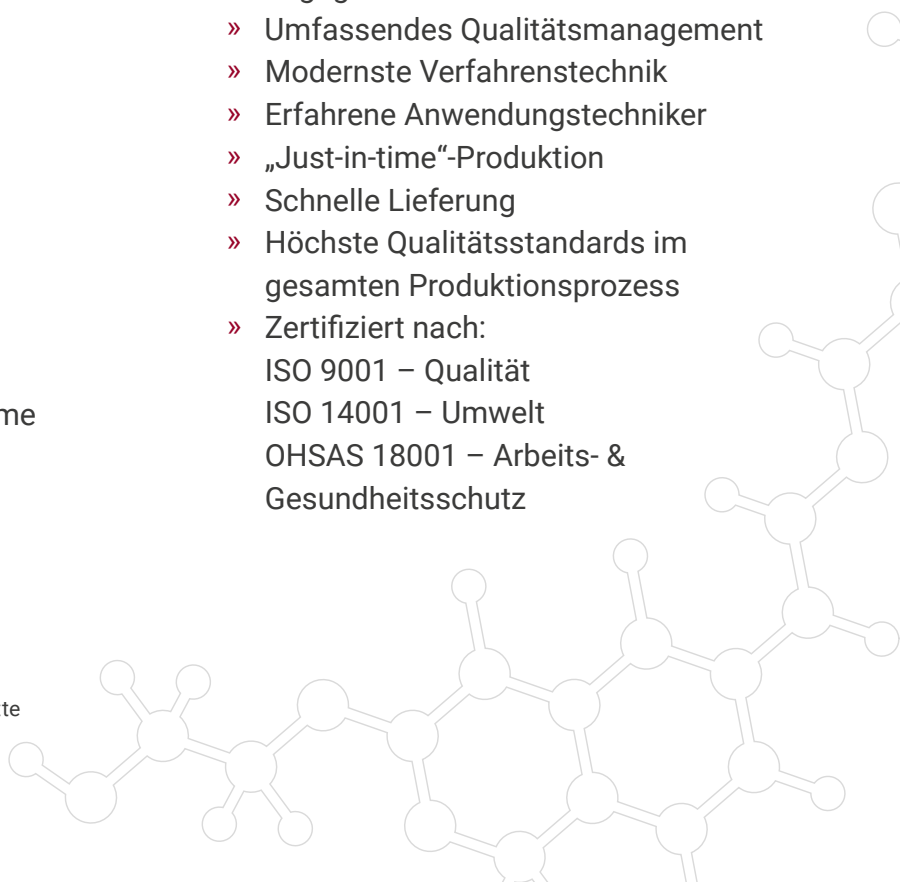 » Umfassendes Qualitätsmanagement
» Modernste Verfahrenstechnik
» Erfahrene Anwendungstechniker
» „Just-in-time“-Produktion
» Schnelle Lieferung
» Höchste Qualitätsstandards im
gesamten Produktionsprozess
» Zertifiziert nach:
ISO 9001 – Qualität
ISO 14001 – Umwelt
me
OHSAS 18001 – Arbeits- &
Gesundheitsschutz
te